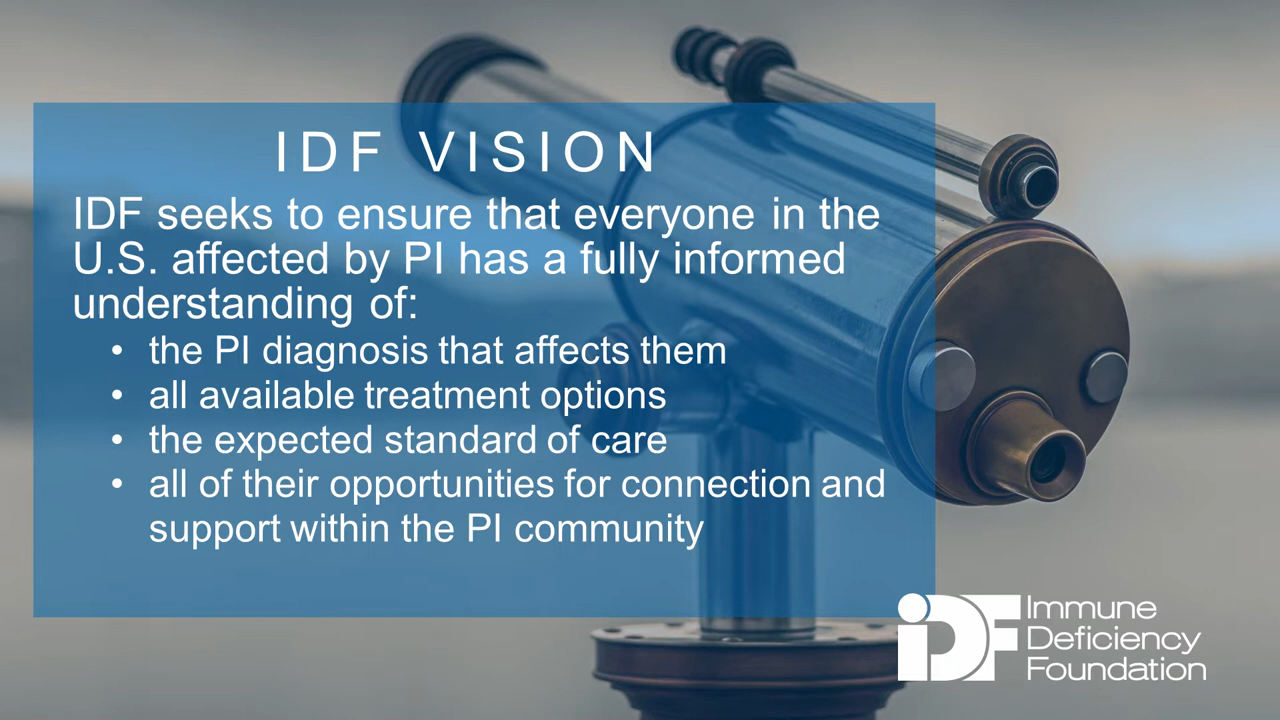 IDF VISION
IDF seeks to ensure that everyone in the
U.S. affected by PI has a fully informed
understanding of:
• the PI diagnosis that affects them
• all available treatment options
• the expected standard of care
• all of their opportunities for connection and
support within the PI community
iDF Immune
Deficiency
Foundation